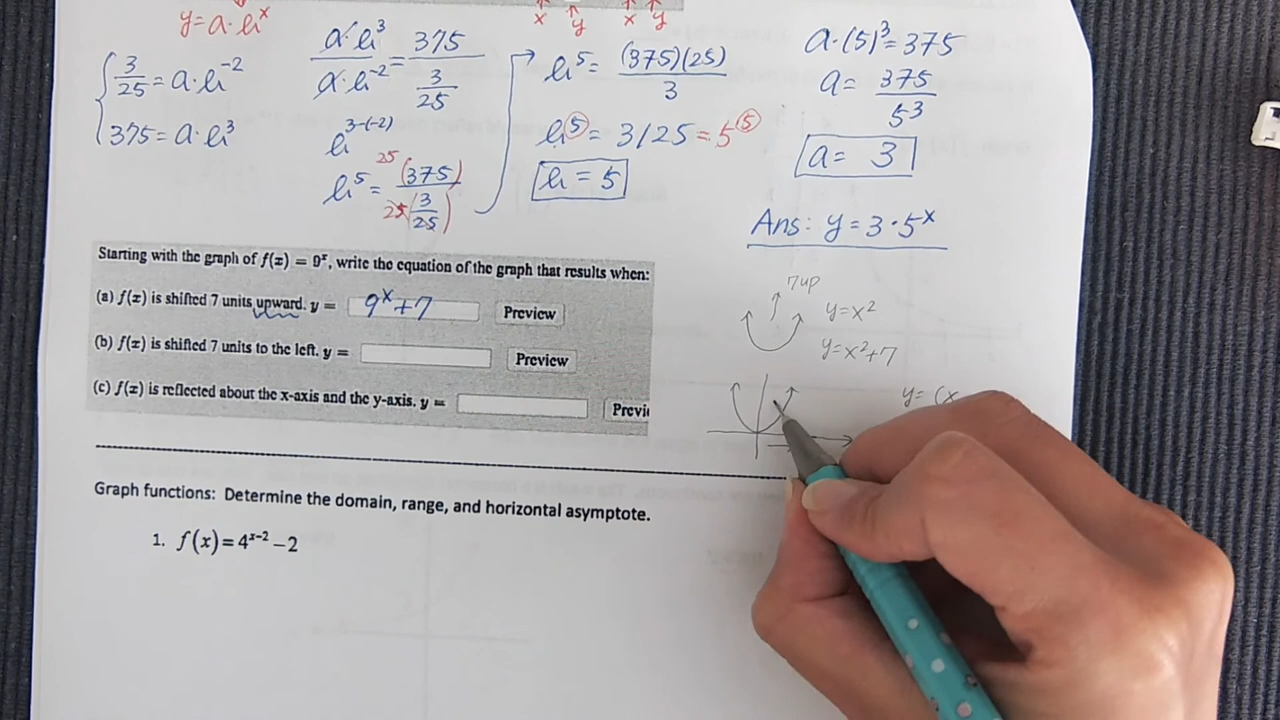 y=a·b^x
x y x y
3/25 = a·b^-2
375 = a·b^3
a·b^3 / a·b^-2 = 375 / 3/25
b^3-(-2)
b^5 = 25 (375) / 25 (3/25)
b^5 = (375)(25) / 3
b^5 = 3125 = 5^5
b = 5
a·(5)^3 = 375
a = 375 / 5^3
a = 3
Ans: y = 3·5^x
Starting with the graph of f(x) = 9^x, write the equation of the graph that results when:
(a) f(x) is shifted 7 units upward. y = 9^x+7 Preview
(b) f(x) is shifted 7 units to the left. y = Preview
(c) f(x) is reflected about the x-axis and the y-axis. y = Previ
7up
y=x^2
y=x^2+7
y= (x
Graph functions: Determine the domain, range, and horizontal asymptote.
1. f(x)=4^x-2 −2